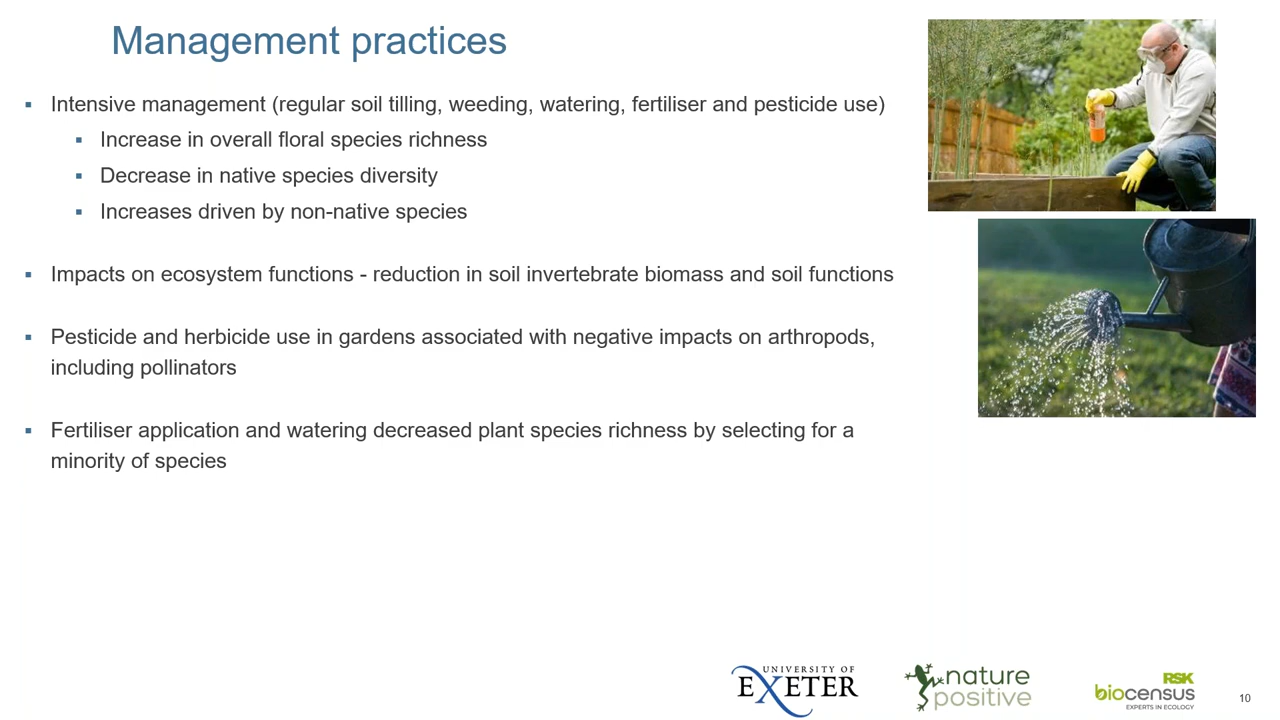 Management practices
Intensive management (regular soil tilling, weeding, watering, fertiliser and pesticide use)
Increase in overall floral species richness
Decrease in native species diversity
Increases driven by non-native species
Impacts on ecosystem functions - reduction in soil invertebrate biomass and soil functions
Pesticide and herbicide use in gardens associated with negative impacts on arthropods,
including pollinators
Fertiliser application and watering decreased plant species richness by selecting for a
minority of species
UNIVERSITY OF
EXETER
nature
positive
RSK
biocensus
EXPERTS IN ECOLOGY
10